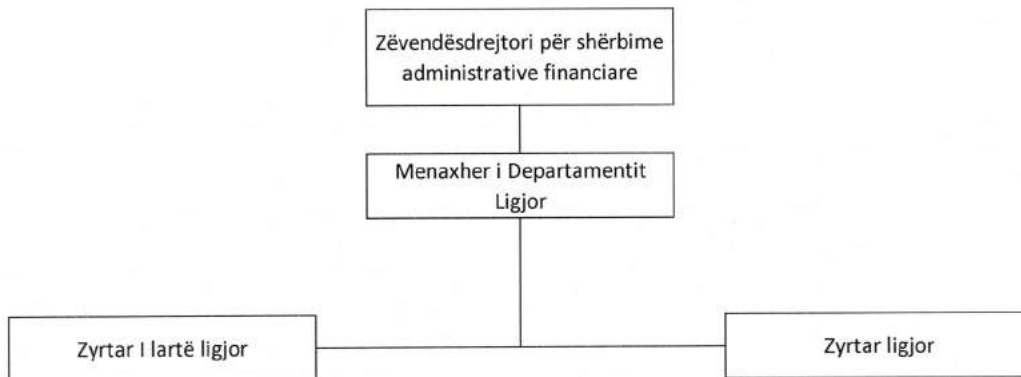 Zëvendësdrejtori për shërbime
administrative financiare
Menaxher i Departamentit
Ligjor
Zyrtar I lartë ligjor
Zyrtar ligjor